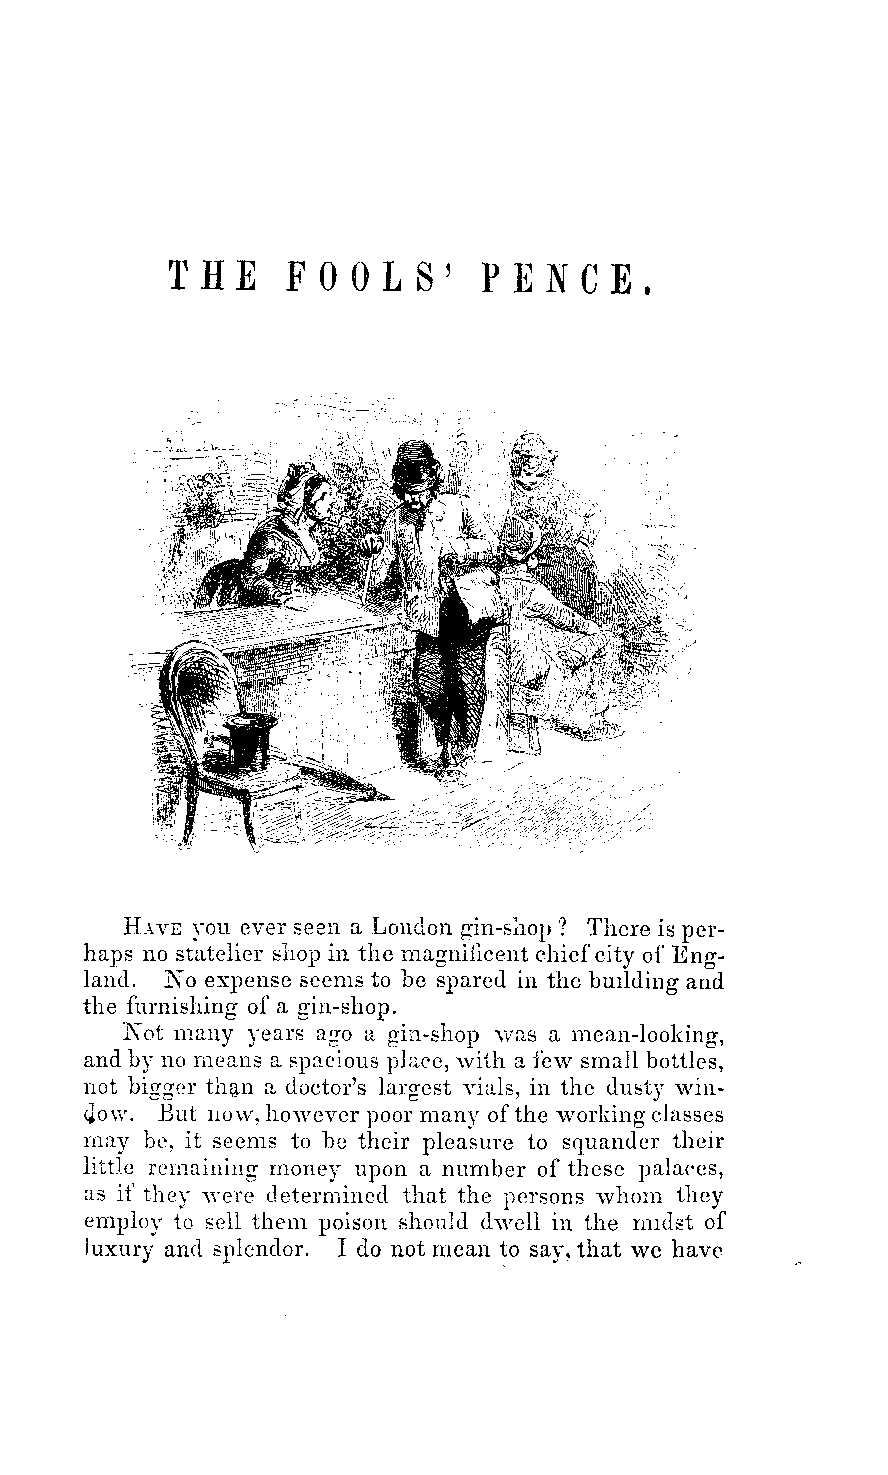 THE FOOLS' PENCE.
HAVE you ever seen a London gin-shop? There is per-
haps no statelier shop in the magnificent chief city of Eng-
land. No expense seems to be spared in the building and
the furnishing of a gin-shop.
Not many years ago a gin-shop was a mean-looking,
and by no means a spacious place, with a few small bottles,
not bigger than a doctor's largest vials, in the dusty win-
dow. But now, however poor many of the working classes
may be, it seems to be their pleasure to squander their
little remaining money upon a number of these palaces,
as if they were determined that the persons whom they
employ to sell them poison should dwell in the midst of
luxury and splendor. I do not mean to say, that we have